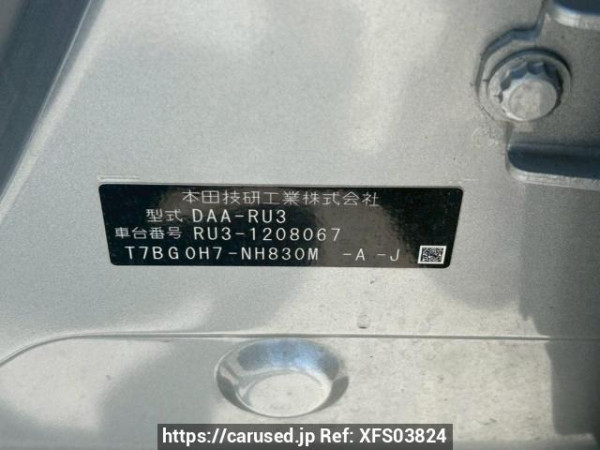 本田技研工業株式会社
型式 DAA-RU3
車台番号 RU3-1208067
T7BG0H7-NH830M -A -J
https://carused.jp Ref: XFS03824